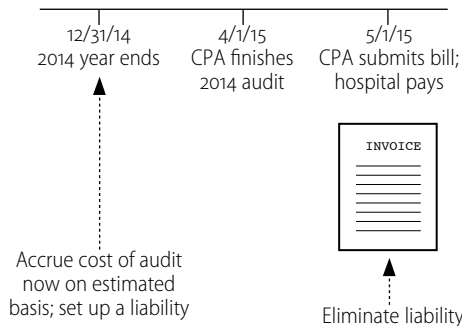 12/31/14
2014 year ends
4/1/15
CPA finishes
2014 audit
5/1/15
CPA submits bill;
hospital pays
INVOICE
Accrue cost of audit
now on estimated
basis; set up a liability
Eliminate liability